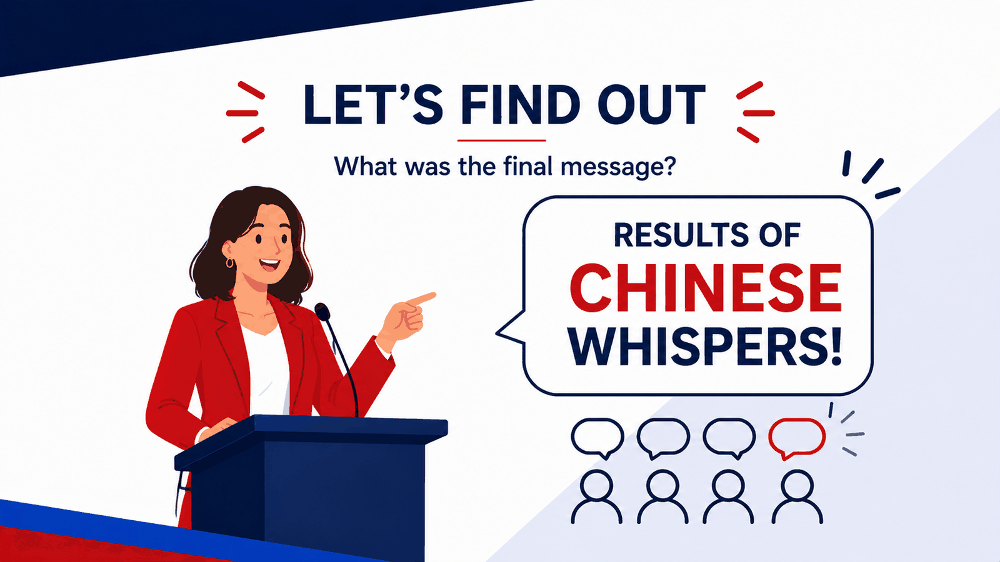 LET’S FIND OUT
What was the final message?
RESULTS OF
CHINESE
WHISPERS!